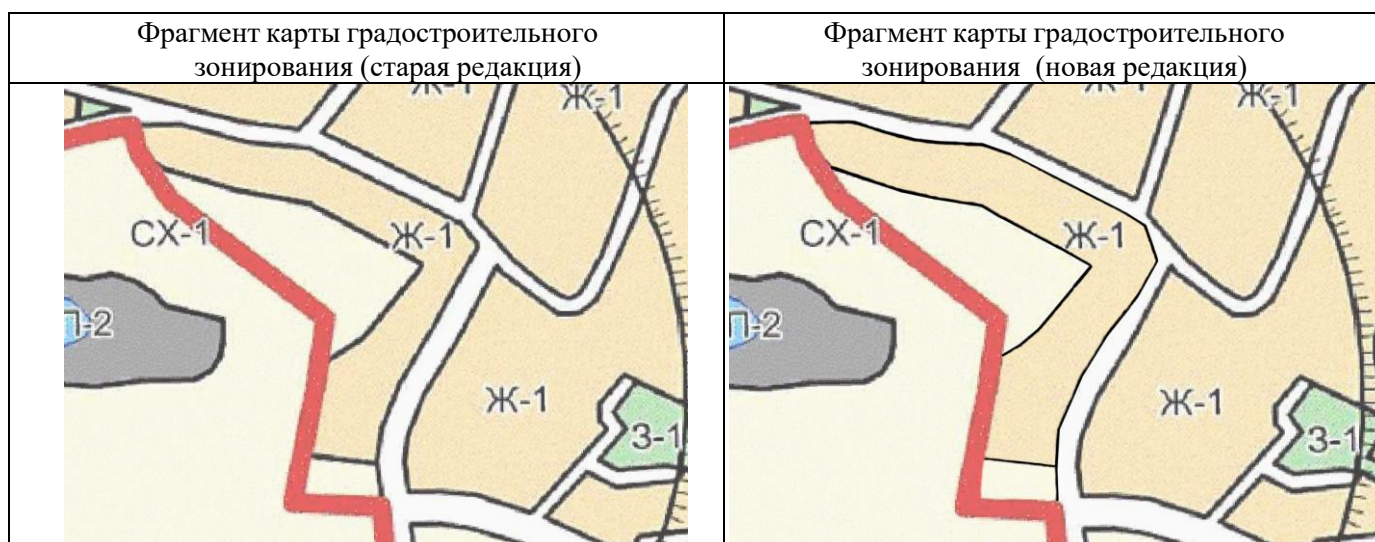 Фрагмент карты градостроительного
зонирования (старая редакция)
Фрагмент карты градостроительного
зонирования (новая редакция)
Ж-1
Ж-1
СХ-1
Ж-1
П-2
Ж-1
З-1
Ж-1
Ж-1
СХ-1
Ж-1
П-2
Ж-1
З-1